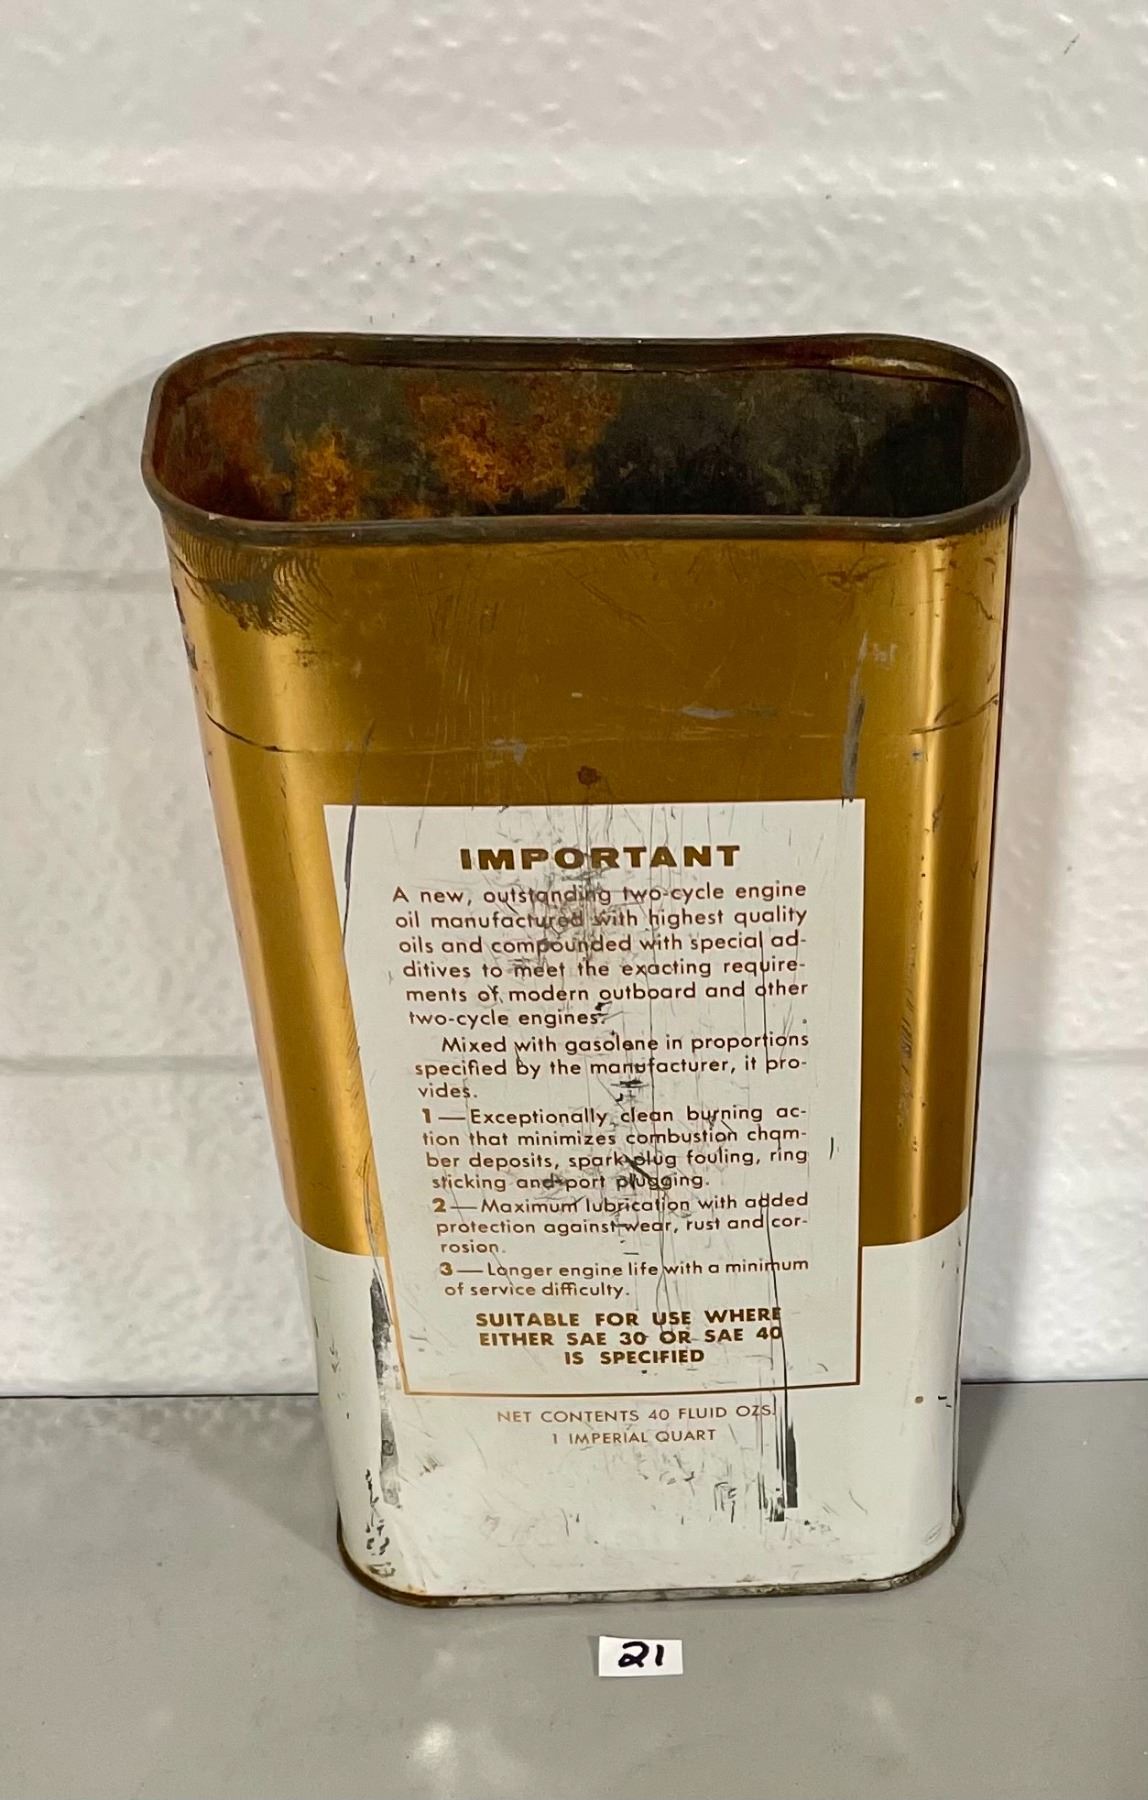 IMPORTANT
A new, outstanding two-cycle engine
oil manufactured with highest quality
oils and compounded with special ad-
ditives to meet the exacting require-
ments of modern outboard and other
two-cycle engines.
Mixed with gasolene in proportions
specified by the manufacturer, it pro-
vides.
1 — Exceptionally clean burning ac-
tion that minimizes combustion cham-
ber deposits, spark plug fouling, ring
sticking and port plugging.
2 — Maximum lubrication with added
protection against wear, rust and cor-
rosion.
3 — Longer engine life with a minimum
of service difficulty.
SUITABLE FOR USE WHERE
EITHER SAE 30 OR SAE 40
IS SPECIFIED
NET CONTENTS 40 FLUID OZS.
1 IMPERIAL QUART
21